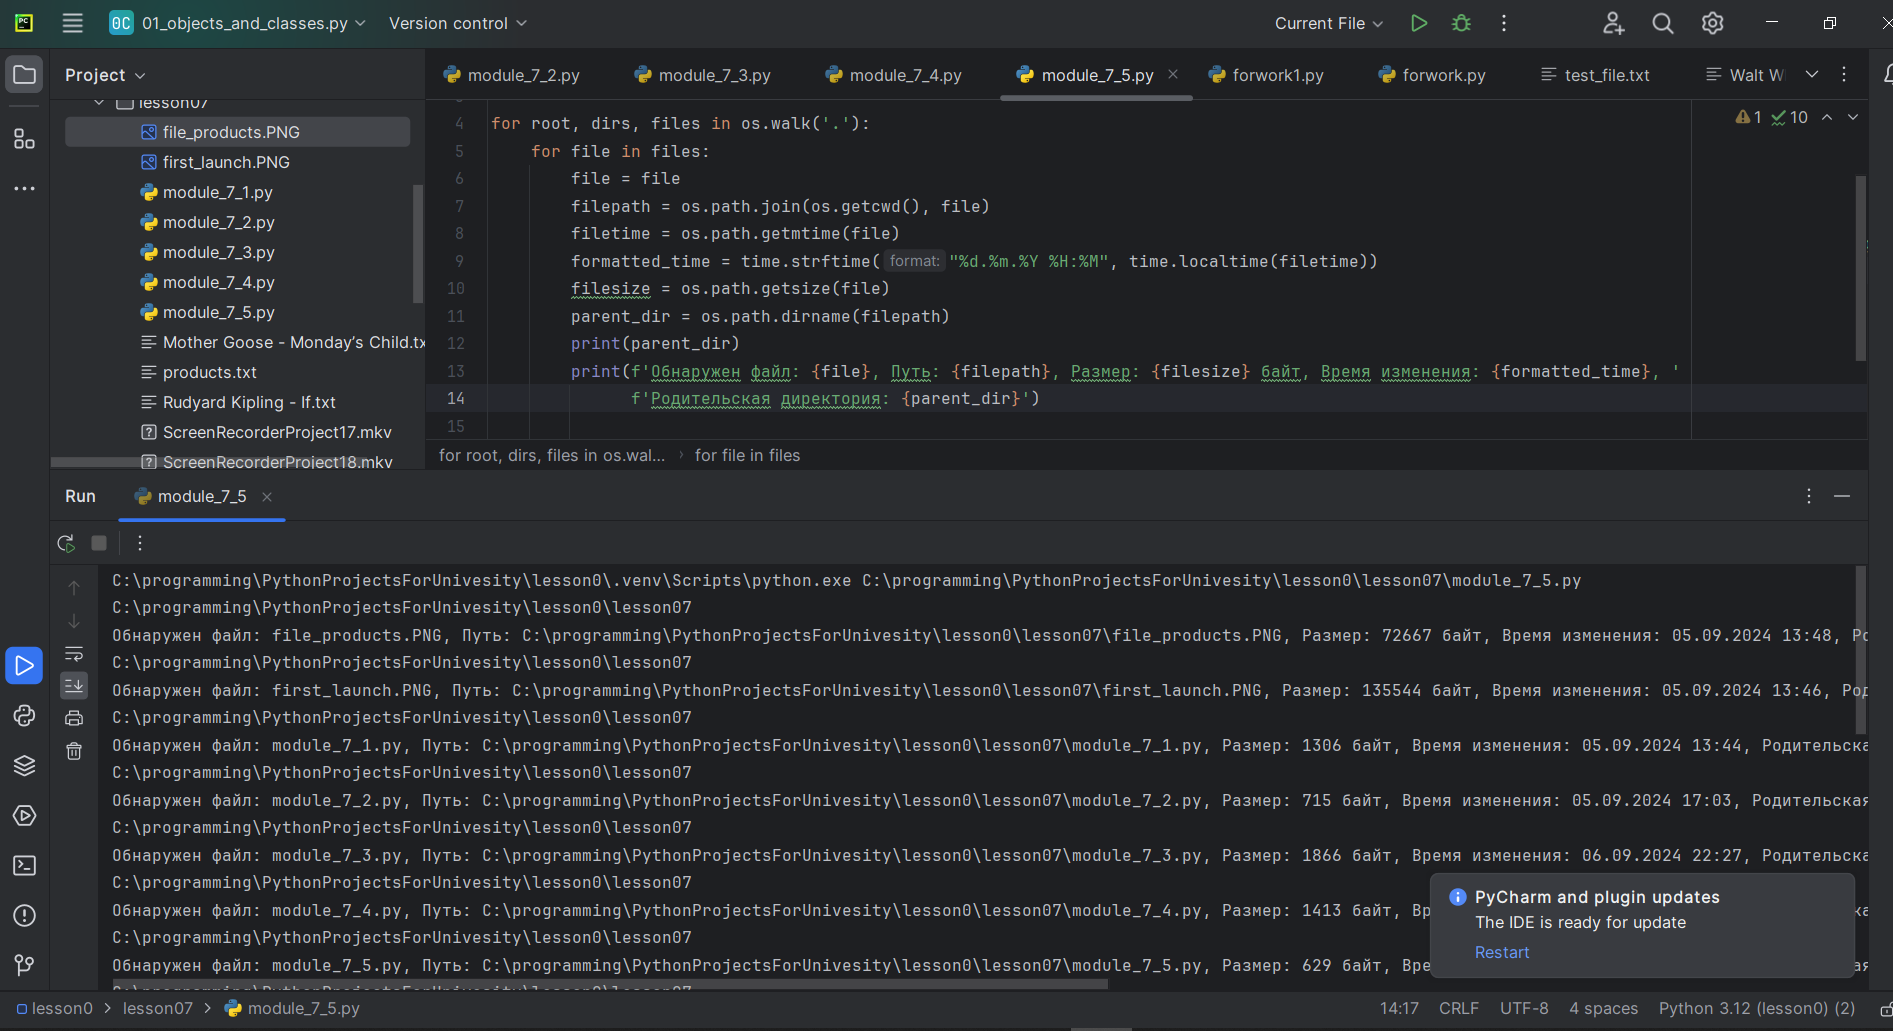 PC
OC 01_objects_and_classes.py Version control Current File
Project
module_7_2.py module_7_3.py module_7_4.py module_7_5.py forwork1.py forwork.py test_file.txt Walt W
lesson07
file_products.PNG
first_launch.PNG
module_7_1.py
module_7_2.py
module_7_3.py
module_7_4.py
module_7_5.py
Mother Goose - Monday’s Child.tx
products.txt
Rudyard Kipling - If.txt
ScreenRecorderProject17.mkv
ScreenRecorderProject18.mkv
1 10
4 for root, dirs, files in os.walk('.'):
5 for file in files:
6 file = file
7 filepath = os.path.join(os.getcwd(), file)
8 filetime = os.path.getmtime(file)
9 formatted_time = time.strftime( format: "%d.%m.%Y %H:%M", time.localtime(filetime))
10 filesize = os.path.getsize(file)
11 parent_dir = os.path.dirname(filepath)
12 print(parent_dir)
13 print(f'Обнаружен файл: {file}, Путь: {filepath}, Размер: {filesize} байт, Время изменения: {formatted_time}, '
14 f'Родительская директория: {parent_dir}')
15
for root, dirs, files in os.wal... › for file in files
Run module_7_5
C:\programming\PythonProjectsForUnivesity\lesson0\.venv\Scripts\python.exe C:\programming\PythonProjectsForUnivesity\lesson0\lesson07\module_7_5.py
C:\programming\PythonProjectsForUnivesity\lesson0\lesson07
Обнаружен файл: file_products.PNG, Путь: C:\programming\PythonProjectsForUnivesity\lesson0\lesson07\file_products.PNG, Размер: 72667 байт, Время изменения: 05.09.2024 13:48, Ро
C:\programming\PythonProjectsForUnivesity\lesson0\lesson07
Обнаружен файл: first_launch.PNG, Путь: C:\programming\PythonProjectsForUnivesity\lesson0\lesson07\first_launch.PNG, Размер: 135544 байт, Время изменения: 05.09.2024 13:46, Род
C:\programming\PythonProjectsForUnivesity\lesson0\lesson07
Обнаружен файл: module_7_1.py, Путь: C:\programming\PythonProjectsForUnivesity\lesson0\lesson07\module_7_1.py, Размер: 1306 байт, Время изменения: 05.09.2024 13:44, Родительска
C:\programming\PythonProjectsForUnivesity\lesson0\lesson07
Обнаружен файл: module_7_2.py, Путь: C:\programming\PythonProjectsForUnivesity\lesson0\lesson07\module_7_2.py, Размер: 715 байт, Время изменения: 05.09.2024 17:03, Родительская
C:\programming\PythonProjectsForUnivesity\lesson0\lesson07
Обнаружен файл: module_7_3.py, Путь: C:\programming\PythonProjectsForUnivesity\lesson0\lesson07\module_7_3.py, Размер: 1866 байт, Время изменения: 06.09.2024 22:27, Родительска
C:\programming\PythonProjectsForUnivesity\lesson0\lesson07
Обнаружен файл: module_7_4.py, Путь: C:\programming\PythonProjectsForUnivesity\lesson0\lesson07\module_7_4.py, Размер: 1413 байт, Вр
C:\programming\PythonProjectsForUnivesity\lesson0\lesson07
Обнаружен файл: module_7_5.py, Путь: C:\programming\PythonProjectsForUnivesity\lesson0\lesson07\module_7_5.py, Размер: 629 байт, Вре
PyCharm and plugin updates
The IDE is ready for update
Restart
lesson0 › lesson07 › module_7_5.py 14:17 CRLF UTF-8 4 spaces Python 3.12 (lesson0) (2)